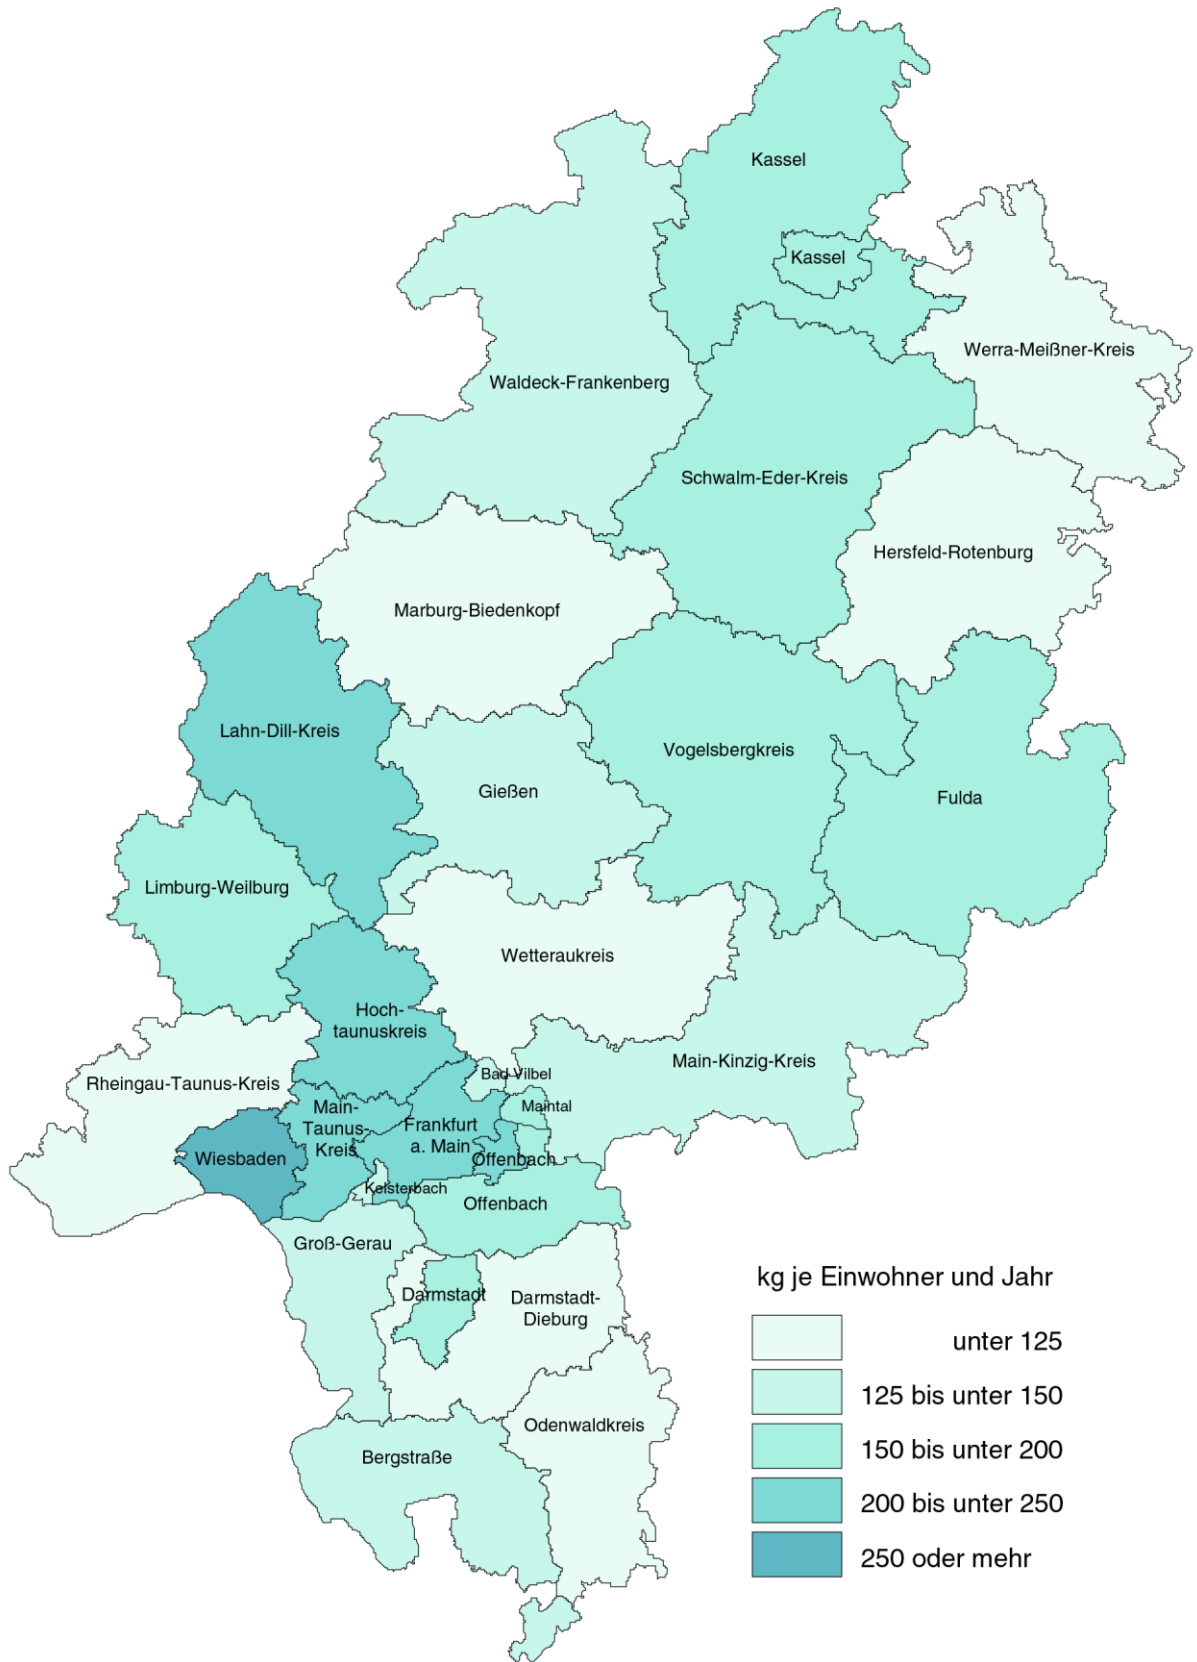 Kassel
Kassel
Werra-Meißner-Kreis
Waldeck-Frankenberg
Schwalm-Eder-Kreis
Hersfeld-Rotenburg
Marburg-Biedenkopf
Lahn-Dill-Kreis
Vogelsbergkreis
Gießen
Fulda
Limburg-Weilburg
Wetteraukreis
Hoch-
taunuskreis
Main-Kinzig-Kreis
Bad Vilbel
Rheingau-Taunus-Kreis
Maintal
Main-
Taunus-
Kreis
Frankfurt
a. Main
Wiesbaden
Offenbach
Kelsterbach
Offenbach
Groß-Gerau
Darmstadt
Darmstadt-
Dieburg
Odenwaldkreis
Bergstraße
kg je Einwohner und Jahr
unter 125
125 bis unter 150
150 bis unter 200
200 bis unter 250
250 oder mehr